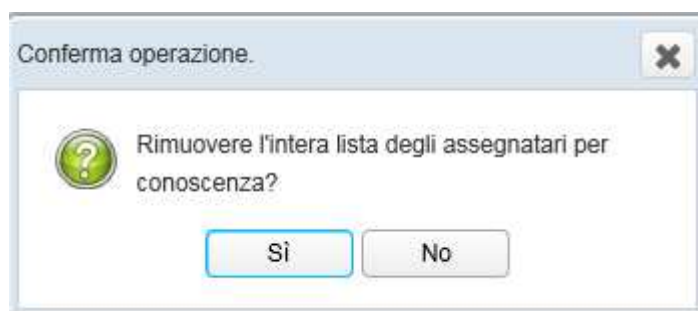 Conferma operazione.
Rimuovere l'intera lista degli assegnatari per
conoscenza?
Sì
No